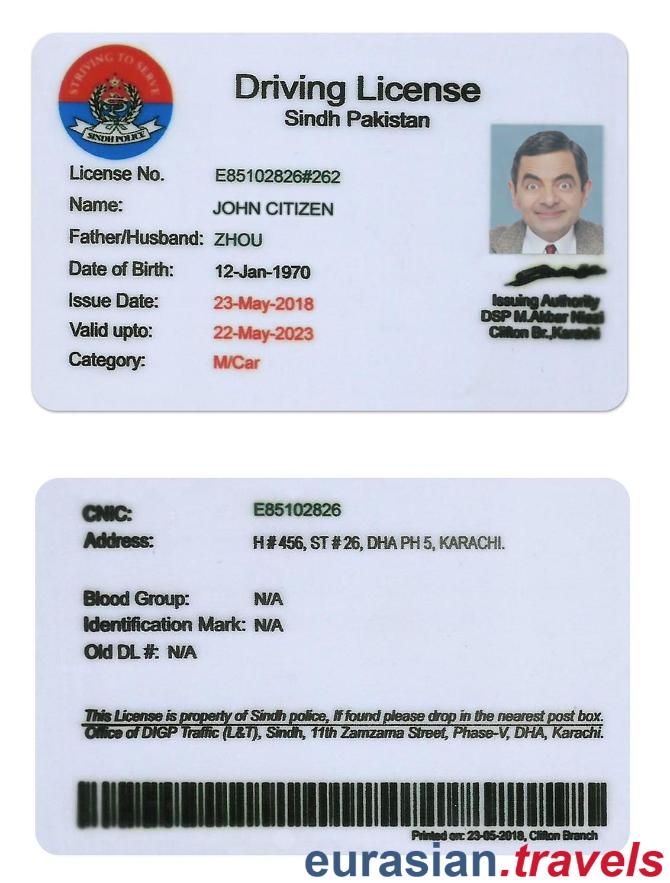 STRIVING TO SERVE
SINDH POLICE
Driving License
Sindh Pakistan
License No. E85102826#262
Name: JOHN CITIZEN
Father/Husband: ZHOU
Date of Birth: 12-Jan-1970
Issue Date: 23-May-2018
Valid upto: 22-May-2023
Category: M/Car
Issuing Authority
DSP M.Akbar Niazi
Clifton Br.,Karachi
CNIC: E85102826
Address: H # 456, ST # 26, DHA PH 5, KARACHI.
Blood Group: N/A
Identification Mark: N/A
Old DL #: N/A
This License is property of Sindh police, If found please drop in the nearest post box.
Office of DIGP Traffic (L&T), Sindh, 11th Zamzama Street, Phase-V, DHA, Karachi.
Printed on: 23-05-2018, Clifton Branch
eurasian.travels